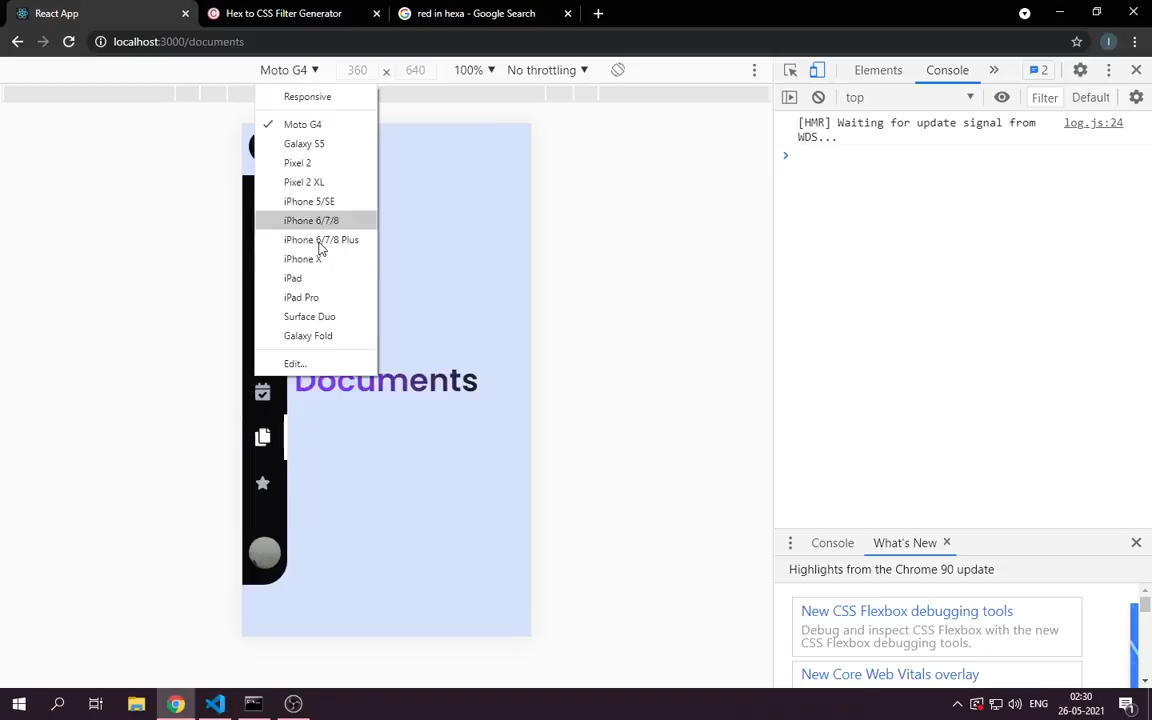 React App
Hex to CSS Filter Generator
red in hexa - Google Search
localhost:3000/documents
I
Moto G4
360
640
100%
No throttling
Elements
Console
2
top
Filter
Default
[HMR] Waiting for update signal from
WDS...
log.js:24
Responsive
Moto G4
Galaxy S5
Pixel 2
Pixel 2 XL
iPhone 5/SE
iPhone 6/7/8
iPhone 6/7/8 Plus
iPhone X
iPad
iPad Pro
Surface Duo
Galaxy Fold
Edit...
Documents
Console
What's New
Highlights from the Chrome 90 update
New CSS Flexbox debugging tools
Debug and inspect CSS Flexbox with the new
CSS Flexbox debugging tools.
New Core Web Vitals overlay
ENG
02:30
26-05-2021
1